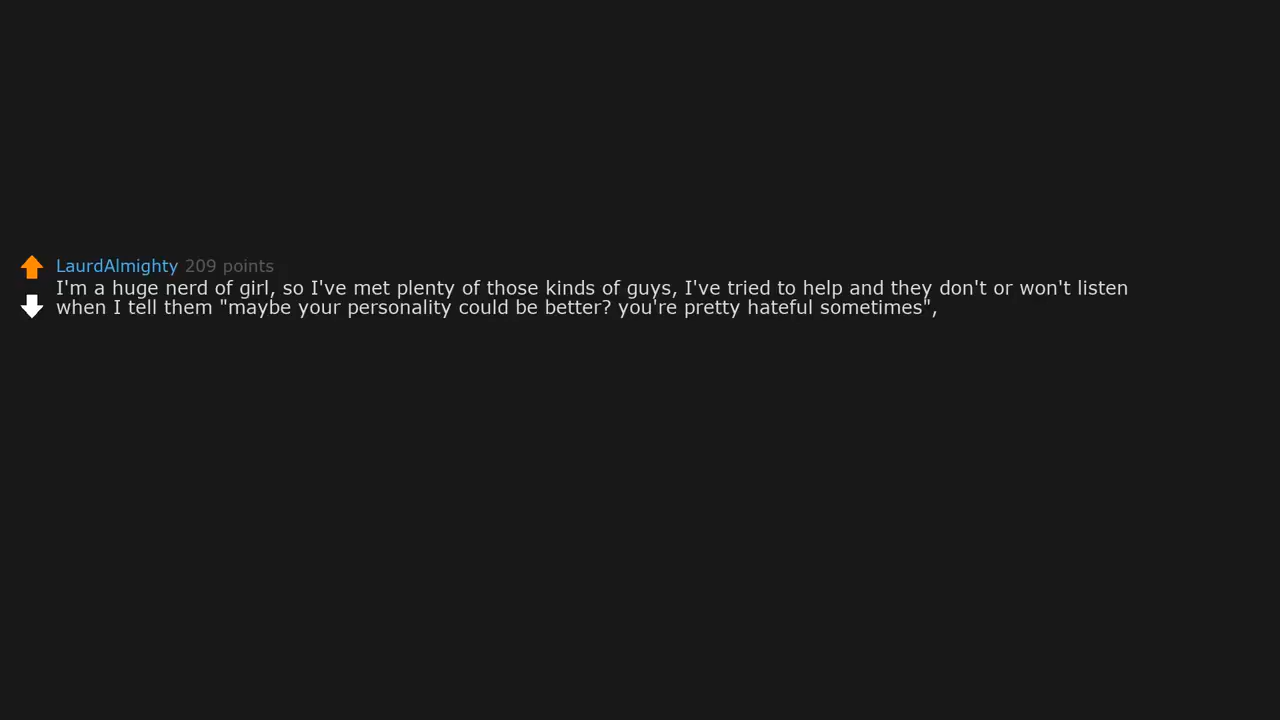 LaurdAlmighty 209 points
I'm a huge nerd of girl, so I've met plenty of those kinds of guys, I've tried to help and they don't or won't listen
when I tell them "maybe your personality could be better? you're pretty hateful sometimes",